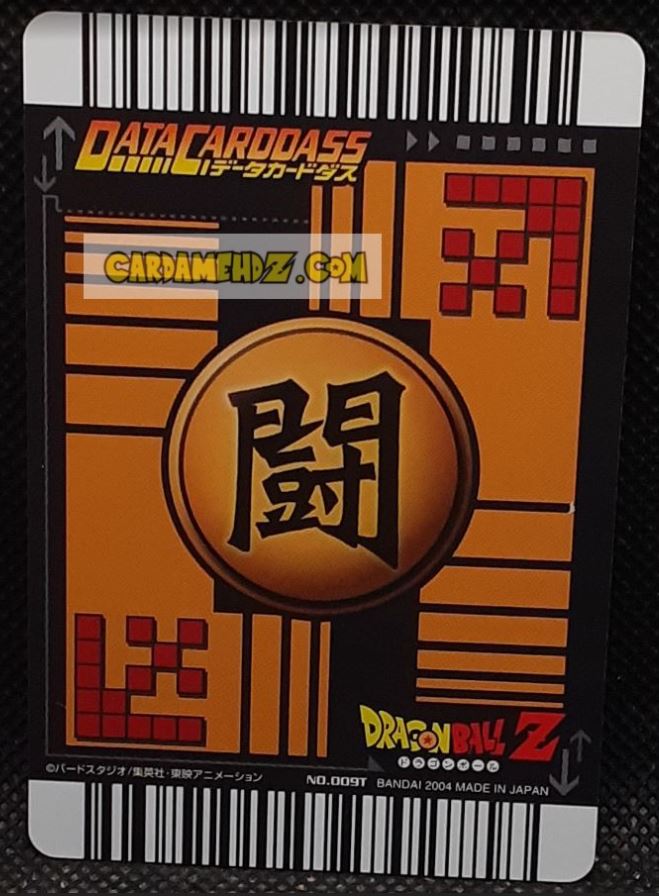 DATA CARDDASS
データカードダス
CARDAMEHDZ.COM
闘
DRAGON BALL Z
ドラゴンボール
©バードスタジオ/集英社・東映アニメーション
NO.009T BANDAI 2004 MADE IN JAPAN